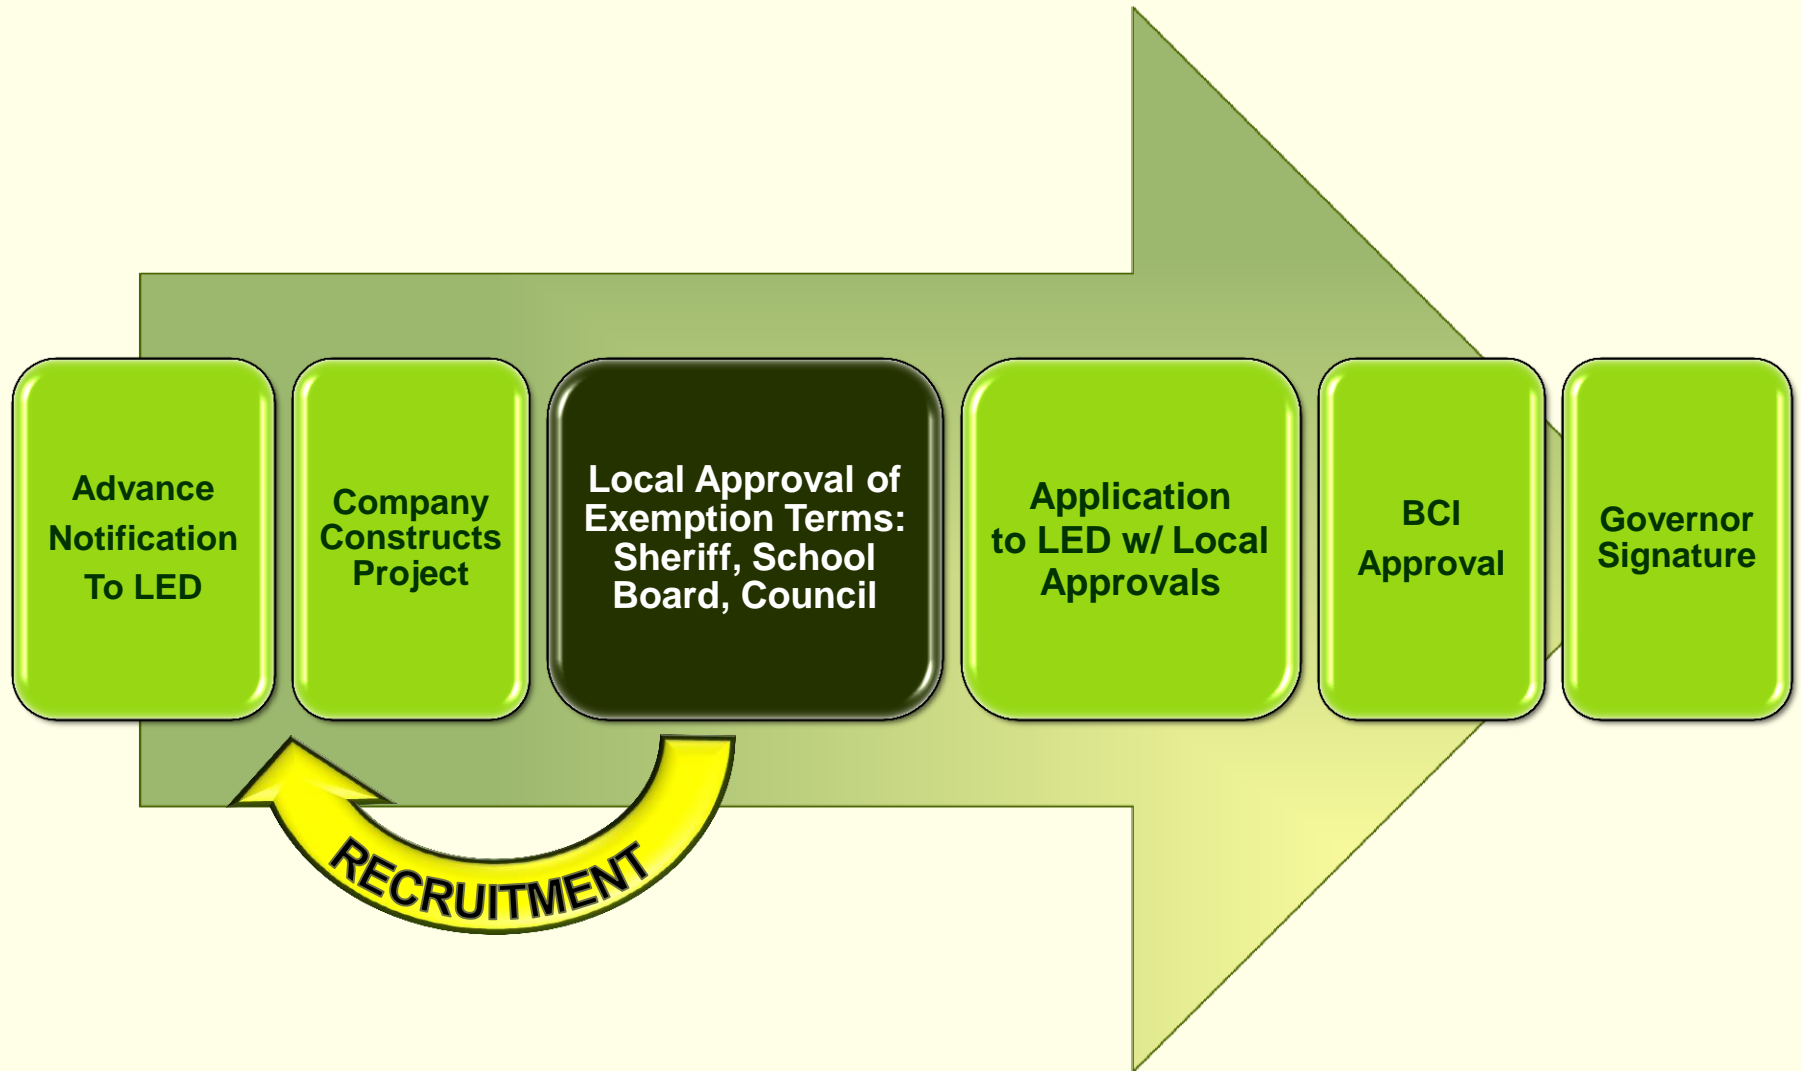 Advance
Notification
To LED
Company
Constructs
Project
Local Approval of
Exemption Terms:
Sheriff, School
Board, Council
Application
to LED w/ Local
Approvals
BCI
Approval
Governor
Signature
RECRUITMENT